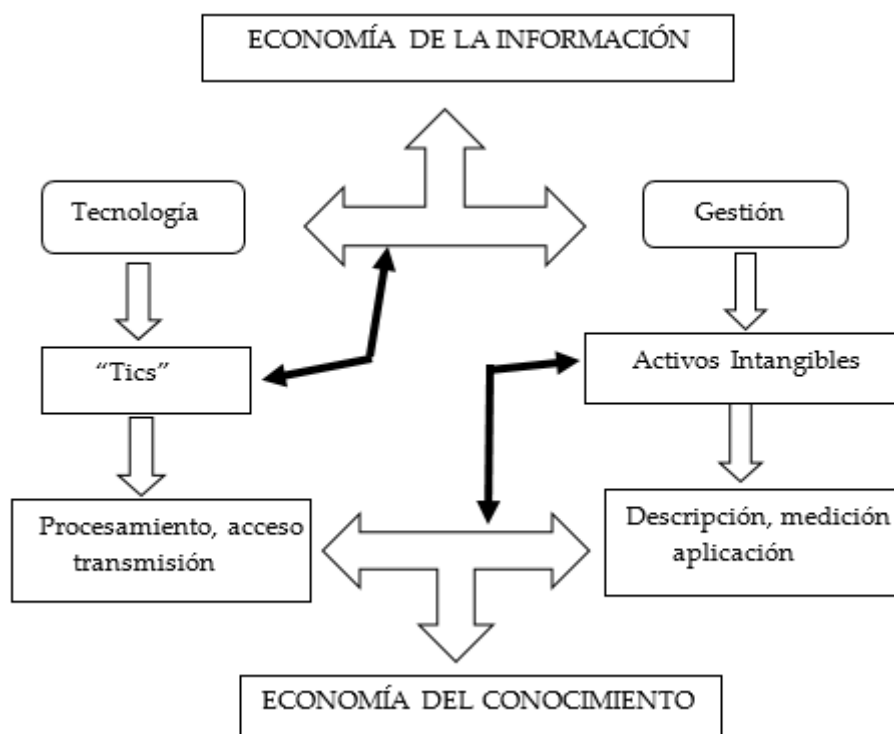 ECONOMÍA DE LA INFORMACIÓN
Tecnología
Gestión
“Tics”
Activos Intangibles
Procesamiento, acceso
transmisión
Descripción, medición
aplicación
ECONOMÍA DEL CONOCIMIENTO